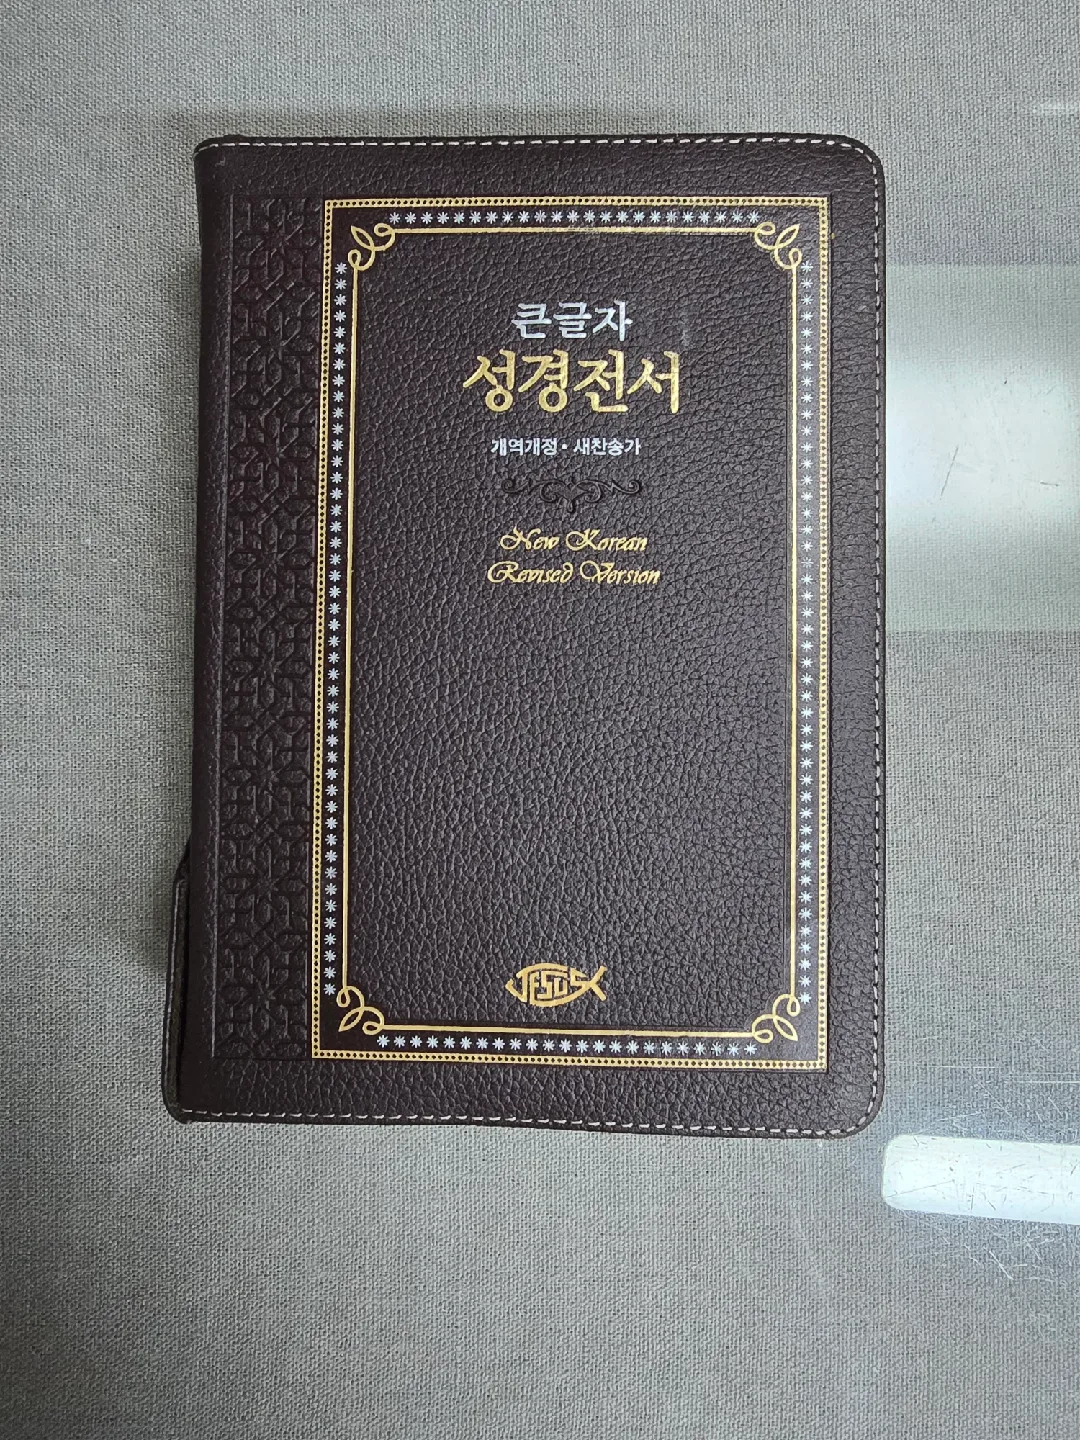 큰글자
성경전서
개역개정 • 새찬송가
New Korean
Revised Version
JESUS